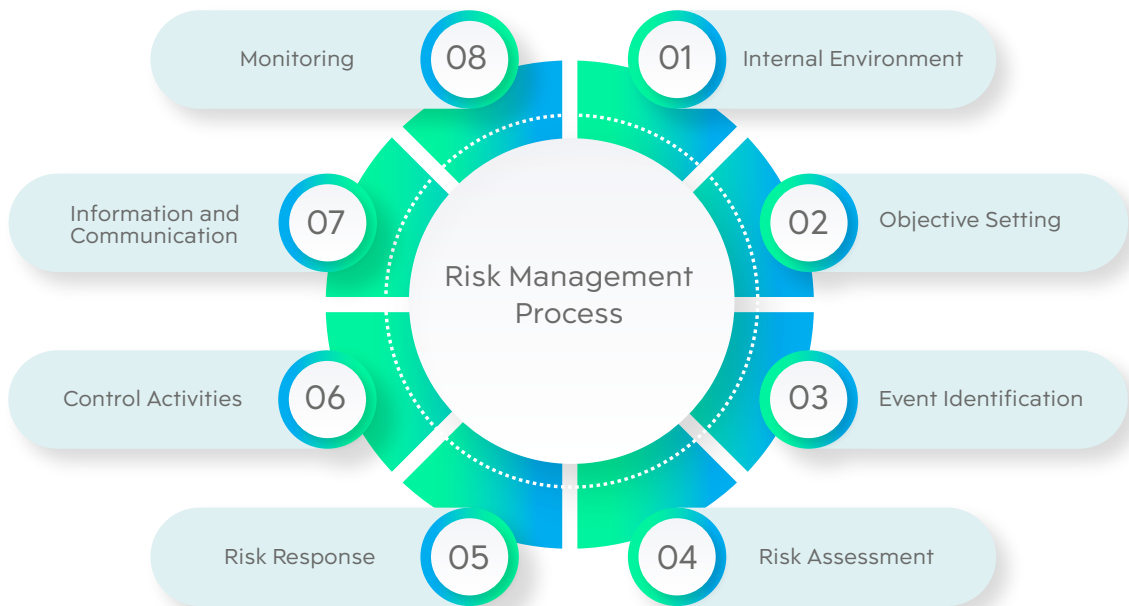 Risk Management
Process
01
Internal Environment
02
Objective Setting
03
Event Identification
04
Risk Assessment
05
Risk Response
06
Control Activities
07
Information and
Communication
08
Monitoring